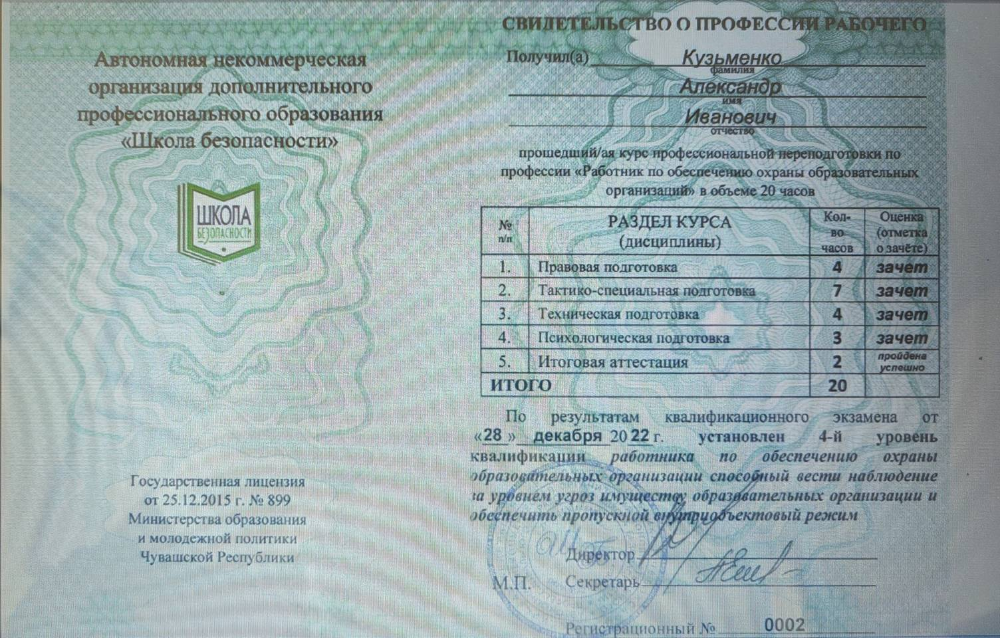 Автономная некоммерческая
организация дополнительного
профессионального образования
«Школа безопасности»
ШКОЛА
БЕЗОПАСНОСТИ
Государственная лицензия
от 25.12.2015 г. № 899
Министерства образования
и молодежной политики
Чувашской Республики
СВИДЕТЕЛЬСТВО О ПРОФЕССИИ РАБОЧЕГО
Получил(а) Кузьменко
фамилия
Александр
имя
Иванович
отчество
прошедший/ая курс профессиональной переподготовки по
профессии «Работник по обеспечению охраны образовательных
организаций» в объеме 20 часов
№ п/п РАЗДЕЛ КУРСА (дисциплины) Кол-во часов Оценка (отметка о зачёте)
1. Правовая подготовка 4 зачет
2. Тактико-специальная подготовка 7 зачет
3. Техническая подготовка 4 зачет
4. Психологическая подготовка 3 зачет
5. Итоговая аттестация 2 пройдена успешно
ИТОГО 20
По результатам квалификационного экзамена от
«28» декабря 2022 г. установлен 4-й уровень
квалификации работника по обеспечению охраны
образовательных организации способный вести наблюдение
за уровнем угроз имуществу образовательных организации и
обеспечить пропускной внутриобъектовый режим
Директор
М.П. Секретарь
Регистрационный № 0002